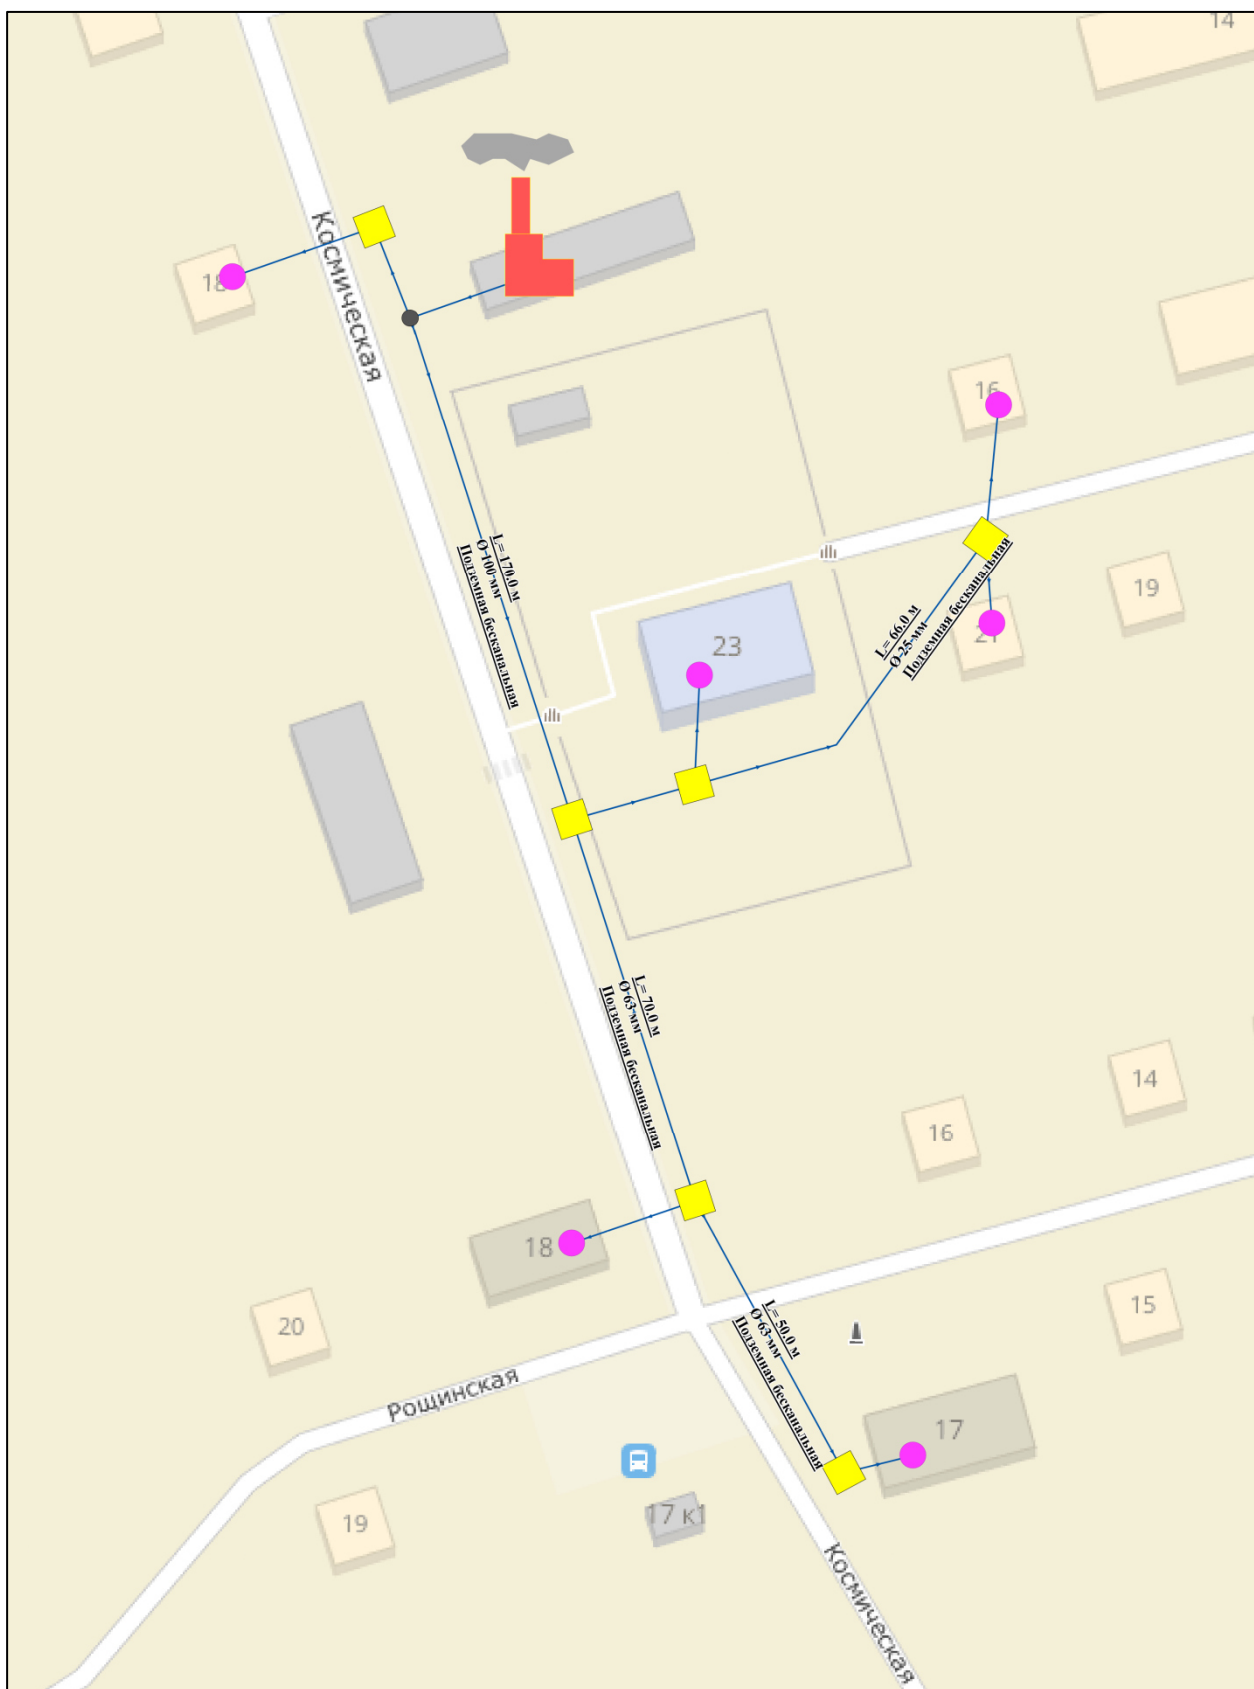 14
Космическая
18
16
L= 170.0 м
Ø 100 мм
Подземная бесканальная
19
21
23
L= 66.0 м
Ø 25 мм
Подземная бесканальная
L= 70.0 м
Ø 63 мм
Подземная бесканальная
14
16
18
15
20
L= 50.0 м
Ø 63 мм
Подземная бесканальная
Рощинская
17
17 к1
19
Космическая